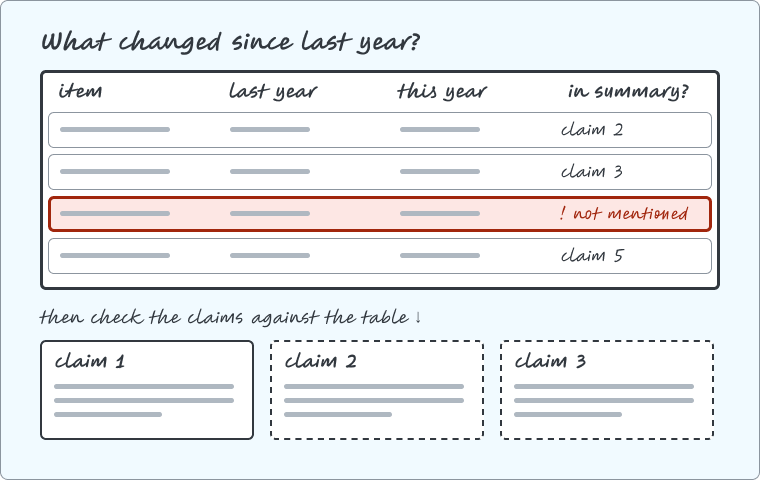 What changed since last year?
item last year this year in summary?
claim 2
claim 3
! not mentioned
claim 5
then check the claims against the table ↓
claim 1 claim 2 claim 3